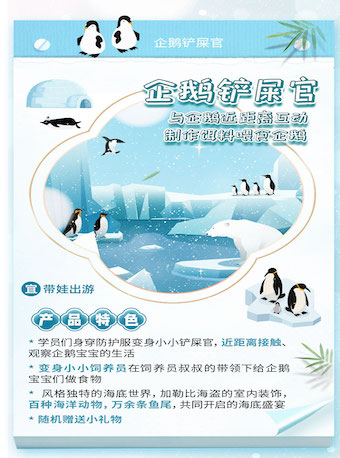 企鹅铲屎官
企鹅铲屎官
与企鹅近距离互动
制作饵料喂食企鹅
宜 带娃出游
产品特色
* 学员们身穿防护服变身小小铲屎官，近距离接触、
观察企鹅宝宝的生活
* 变身小小饲养员在饲养员叔叔的带领下给企鹅
宝宝们做食物
* 风格独特的海底世界，加勒比海盗的室内装饰，
百种海洋动物，万余条鱼尾，共同开启的海底盛宴
* 随机赠送小礼物